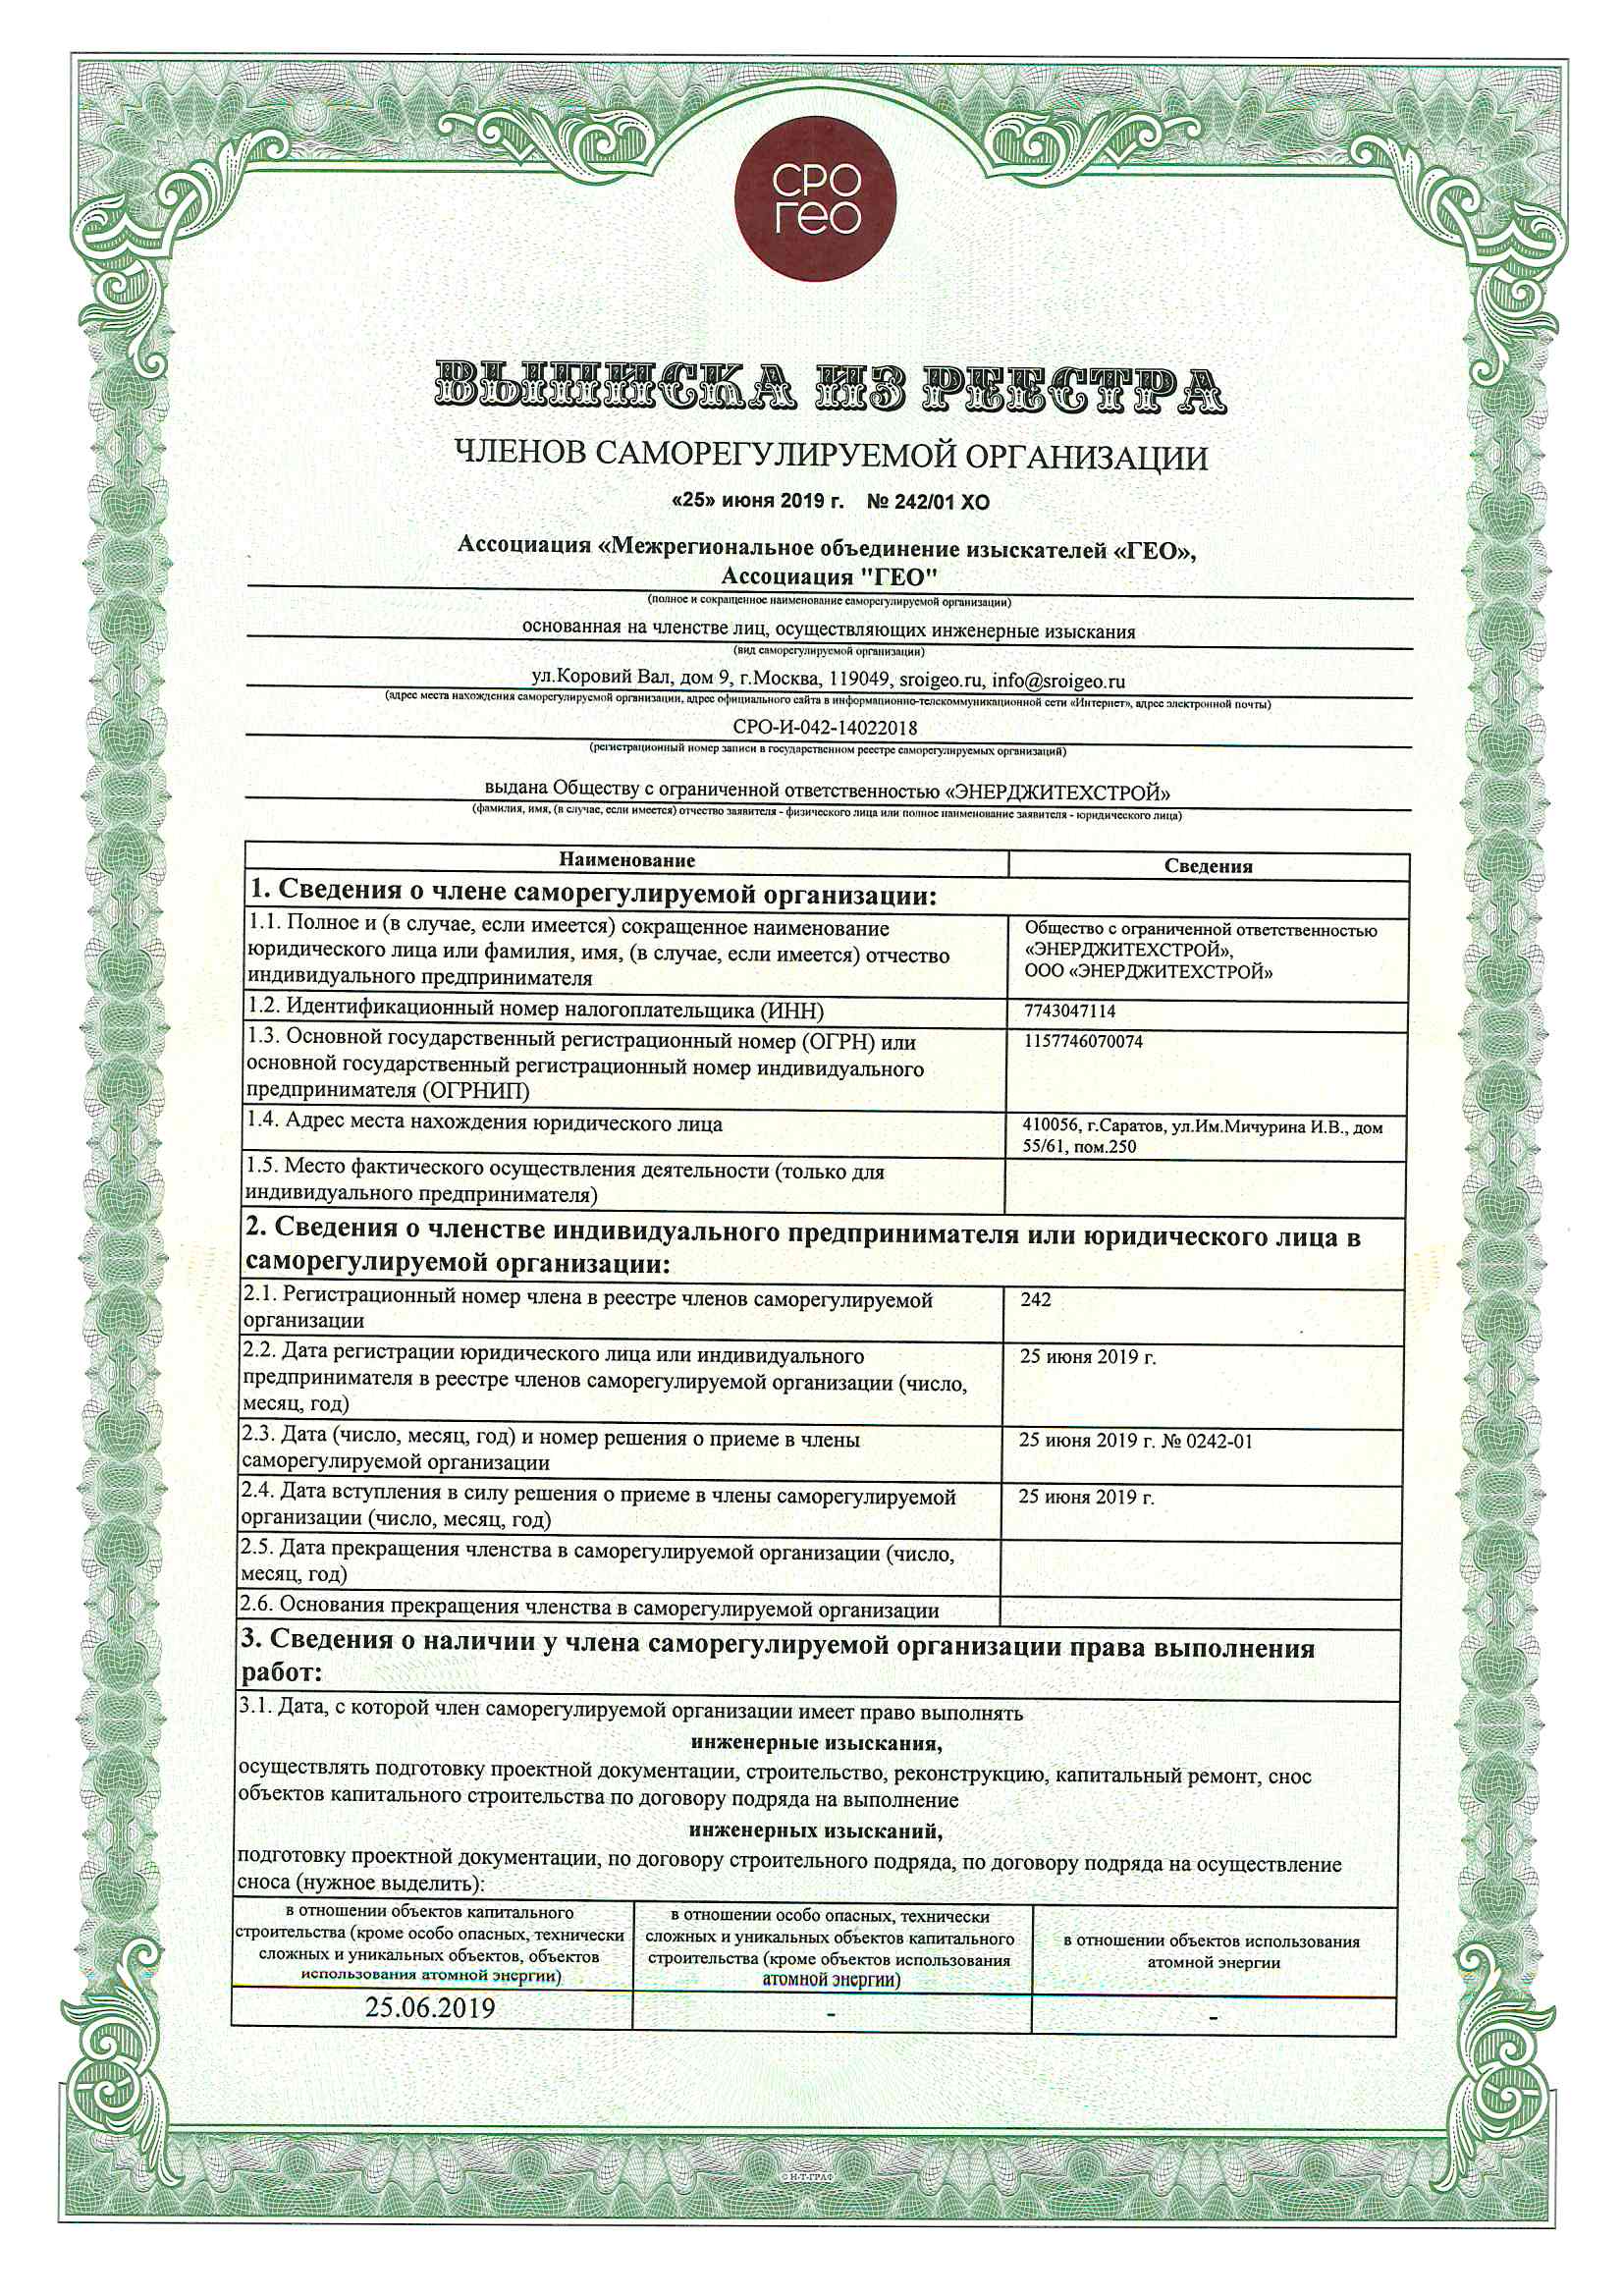 СРО
ГЕО
ВЫПИСКА ИЗ РЕЕСТРА
ЧЛЕНОВ САМОРЕГУЛИРУЕМОЙ ОРГАНИЗАЦИИ
«25» июня 2019 г. № 242/01 ХО
Ассоциация «Межрегиональное объединение изыскателей «ГЕО»,
Ассоциация "ГЕО"
(полное и сокращенное наименование саморегулируемой организации)
основанная на членстве лиц, осуществляющих инженерные изыскания
(вид саморегулируемой организации)
ул.Коровий Вал, дом 9, г.Москва, 119049, sroigeo.ru, info@sroigeo.ru
(адрес места нахождения саморегулируемой организации, адрес официального сайта в информационно-телекоммуникационной сети «Интернет», адрес электронной почты)
СРО-И-042-14022018
(регистрационный номер записи в государственном реестре саморегулируемых организаций)
выдана Обществу с ограниченной ответственностью «ЭНЕРДЖИТЕХСТРОЙ»
(фамилия, имя, (в случае, если имеется) отчество заявителя - физического лица или полное наименование заявителя - юридического лица)
Наименование Сведения
1. Сведения о члене саморегулируемой организации:
1.1. Полное и (в случае, если имеется) сокращенное наименование
юридического лица или фамилия, имя, (в случае, если имеется) отчество
индивидуального предпринимателя
Общество с ограниченной ответственностью
«ЭНЕРДЖИТЕХСТРОЙ»,
ООО «ЭНЕРДЖИТЕХСТРОЙ»
1.2. Идентификационный номер налогоплательщика (ИНН)
7743047114
1.3. Основной государственный регистрационный номер (ОГРН) или
основной государственный регистрационный номер индивидуального
предпринимателя (ОГРНИП)
1157746070074
1.4. Адрес места нахождения юридического лица
410056, г.Саратов, ул.Им.Мичурина И.В., дом
55/61, пом.250
1.5. Место фактического осуществления деятельности (только для
индивидуального предпринимателя)
2. Сведения о членстве индивидуального предпринимателя или юридического лица в
саморегулируемой организации:
2.1. Регистрационный номер члена в реестре членов саморегулируемой
организации
242
2.2. Дата регистрации юридического лица или индивидуального
предпринимателя в реестре членов саморегулируемой организации (число,
месяц, год)
25 июня 2019 г.
2.3. Дата (число, месяц, год) и номер решения о приеме в члены
саморегулируемой организации
25 июня 2019 г. № 0242-01
2.4. Дата вступления в силу решения о приеме в члены саморегулируемой
организации (число, месяц, год)
25 июня 2019 г.
2.5. Дата прекращения членства в саморегулируемой организации (число,
месяц, год)
2.6. Основания прекращения членства в саморегулируемой организации
3. Сведения о наличии у члена саморегулируемой организации права выполнения
работ:
3.1. Дата, с которой член саморегулируемой организации имеет право выполнять
инженерные изыскания,
осуществлять подготовку проектной документации, строительство, реконструкцию, капитальный ремонт, снос
объектов капитального строительства по договору подряда на выполнение
инженерных изысканий,
подготовку проектной документации, по договору строительного подряда, по договору подряда на осуществление
сноса (нужное выделить):
в отношении объектов капитального
строительства (кроме особо опасных, технически
сложных и уникальных объектов, объектов
использования атомной энергии)
в отношении особо опасных, технически
сложных и уникальных объектов капитального
строительства (кроме объектов использования
атомной энергии)
в отношении объектов использования
атомной энергии
25.06.2019 - -
© Н-Т-ГРАФ